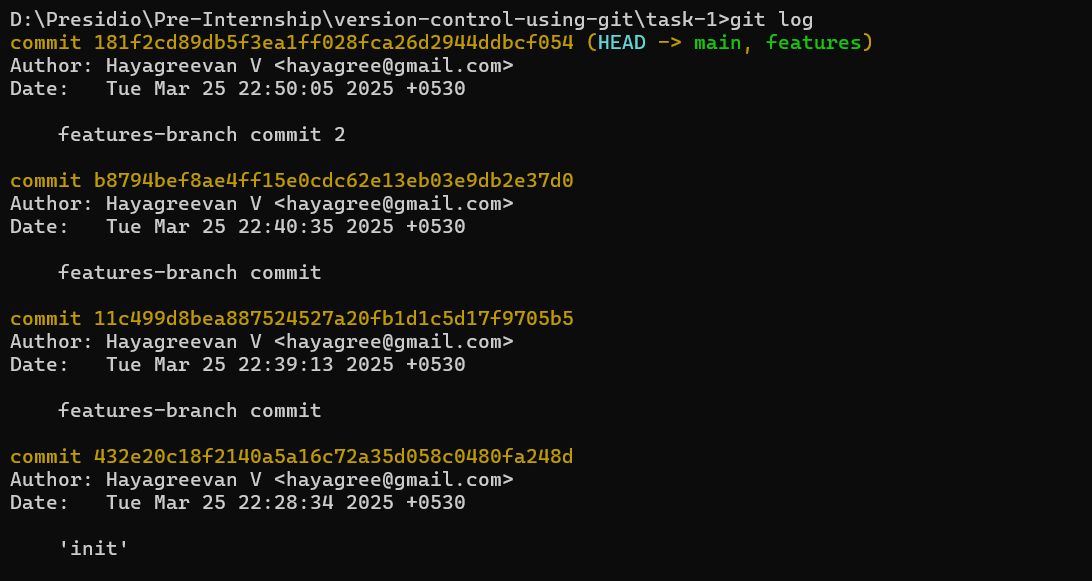 D:\Presidio\Pre-Internship\version-control-using-git\task-1>git log
commit 181f2cd89db5f3ea1ff028fca26d2944ddbcf054 (HEAD -> main, features)
Author: Hayagreevan V <hayagree@gmail.com>
Date:   Tue Mar 25 22:50:05 2025 +0530
    features-branch commit 2
commit b8794bef8ae4ff15e0cdc62e13eb03e9db2e37d0
Author: Hayagreevan V <hayagree@gmail.com>
Date:   Tue Mar 25 22:40:35 2025 +0530
    features-branch commit
commit 11c499d8bea887524527a20fb1d1c5d17f9705b5
Author: Hayagreevan V <hayagree@gmail.com>
Date:   Tue Mar 25 22:39:13 2025 +0530
    features-branch commit
commit 432e20c18f2140a5a16c72a35d058c0480fa248d
Author: Hayagreevan V <hayagree@gmail.com>
Date:   Tue Mar 25 22:28:34 2025 +0530
    'init'